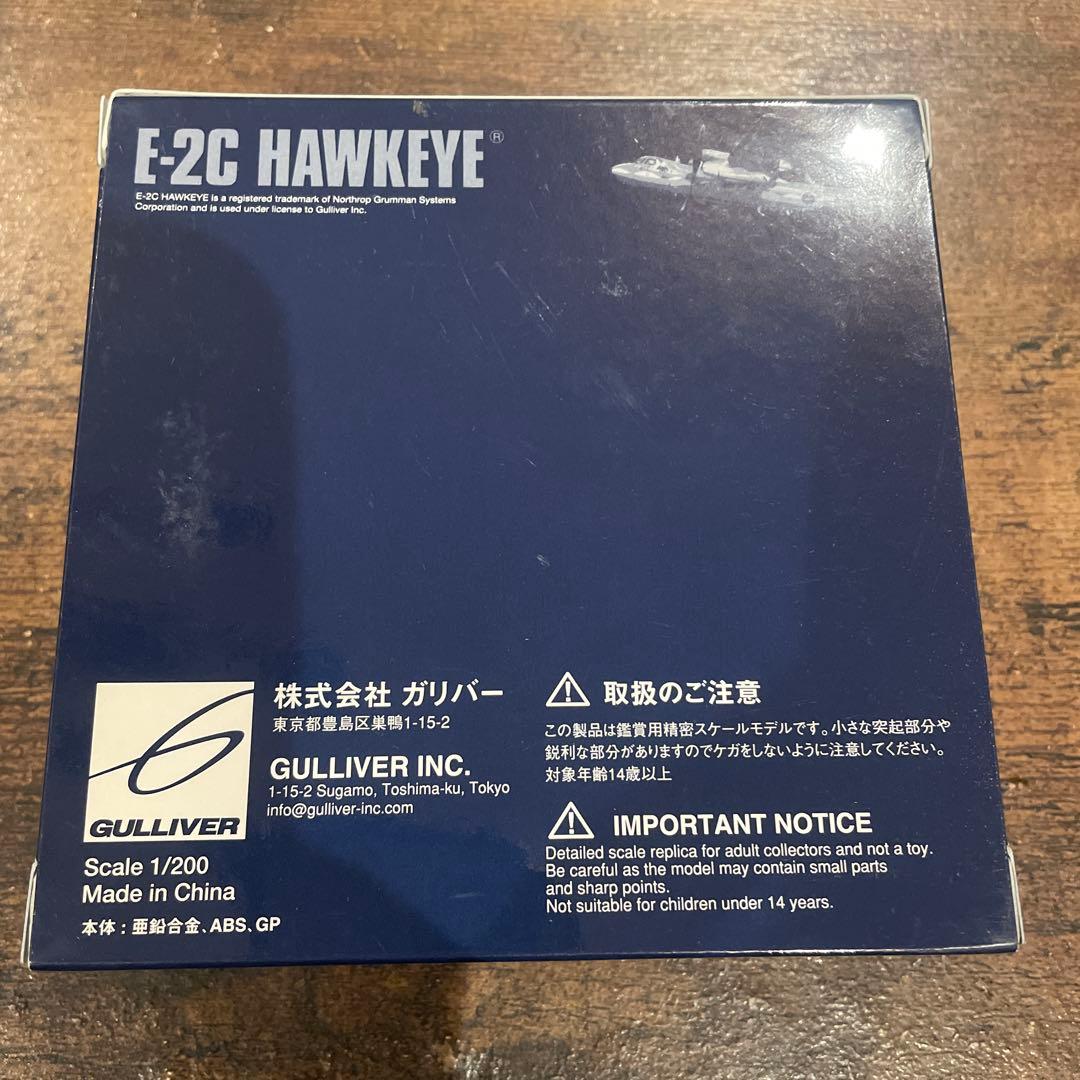 E-2C HAWKEYE®
E-2C HAWKEYE is a registered trademark of Northrop Grumman Systems
Corporation and is used under license to Gulliver Inc.
GULLIVER
Scale 1/200
Made in China
本体：亜鉛合金、ABS、GP
株式会社 ガリバー
東京都豊島区巣鴨1-15-2
GULLIVER INC.
1-15-2 Sugamo, Toshima-ku, Tokyo
info@gulliver-inc.com
取扱のご注意
この製品は鑑賞用精密スケールモデルです。小さな突起部分や
鋭利な部分がありますのでケガをしないように注意してください。
対象年齢14歳以上
IMPORTANT NOTICE
Detailed scale replica for adult collectors and not a toy.
Be careful as the model may contain small parts
and sharp points.
Not suitable for children under 14 years.